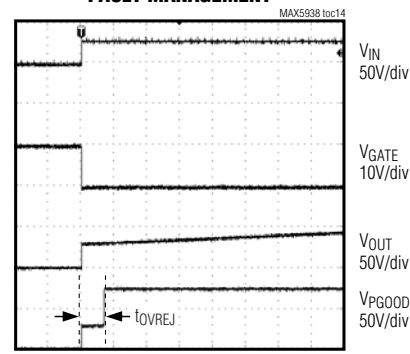 FAULT MANAGEMENT
MAX5938 toc14
T
VIN
50V/div
VGATE
10V/div
VOUT
50V/div
VPGOOD
50V/div
tOVREJ